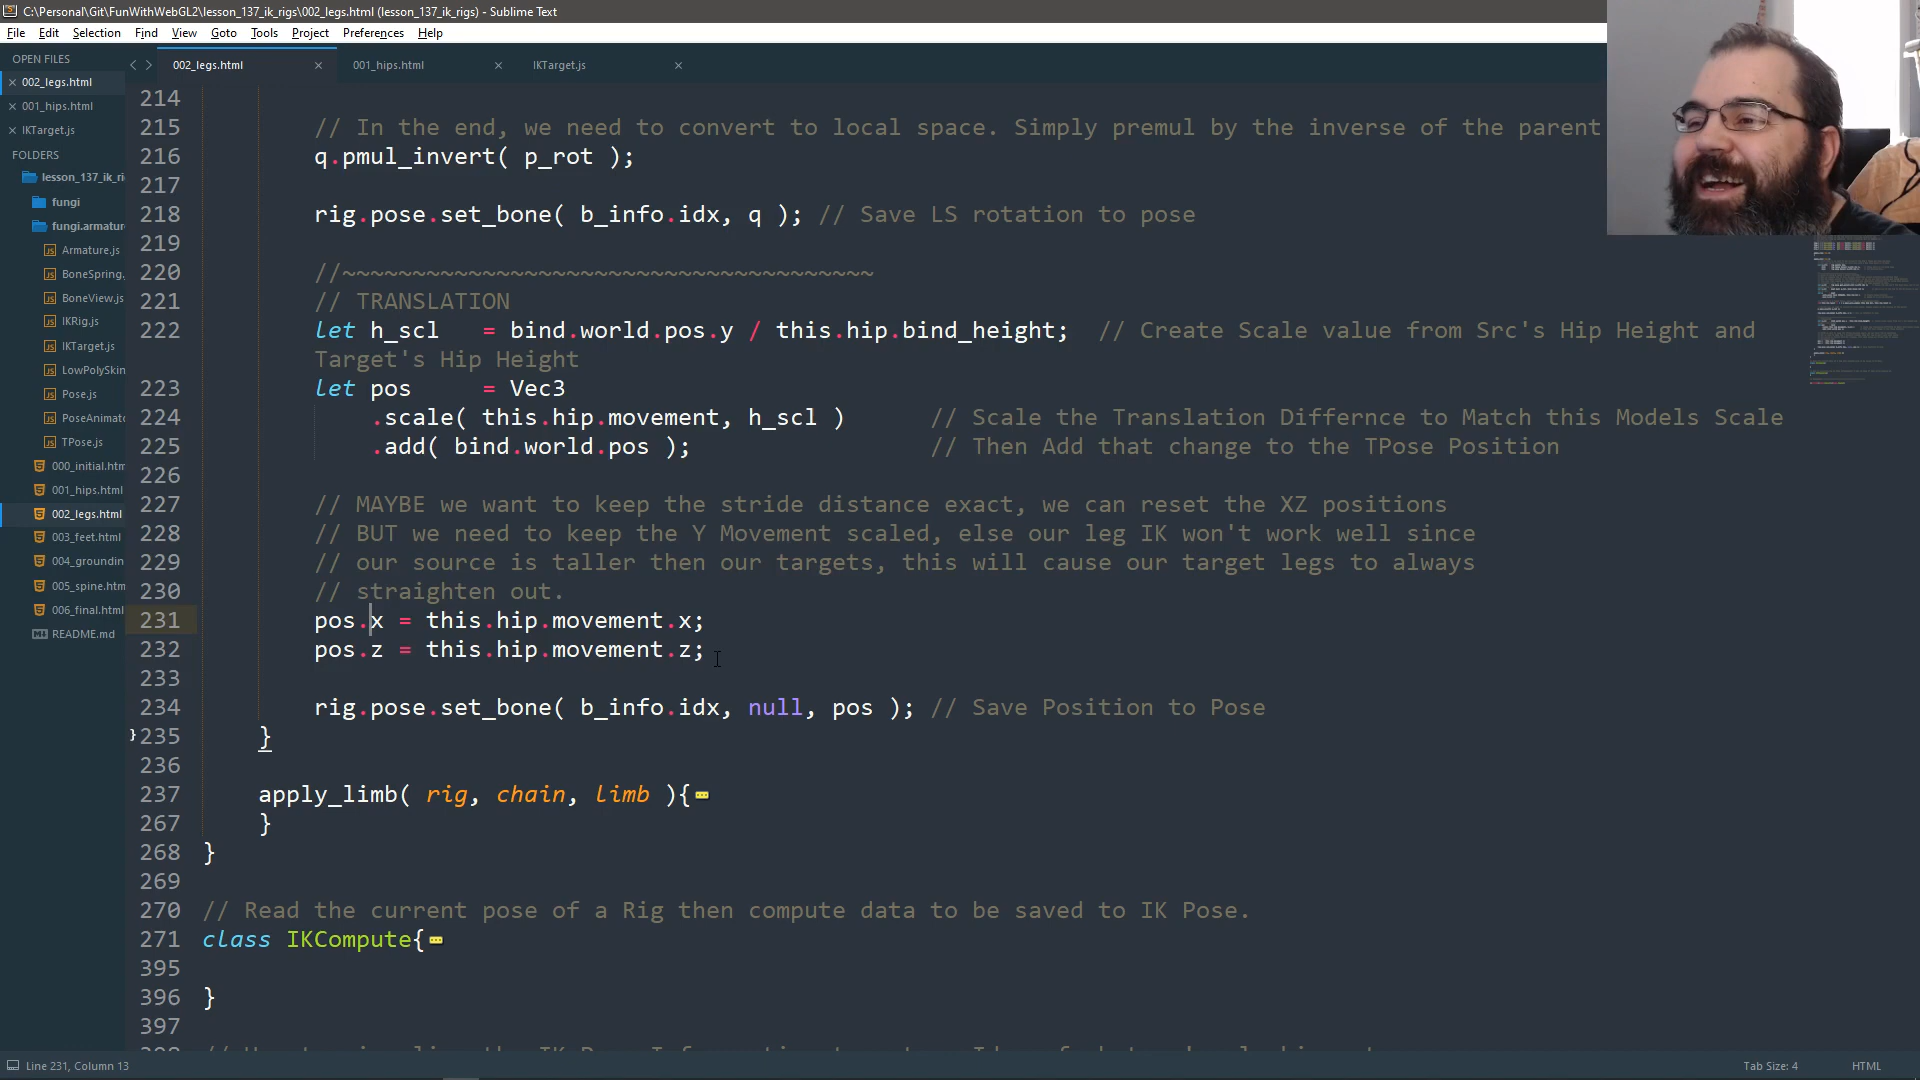 C:\Personal\Git\FunWithWebGL2\lesson_137_ik_rigs\002_legs.html (lesson_137_ik_rigs) - Sublime Text
File Edit Selection Find View Goto Tools Project Preferences Help
OPEN FILES
002_legs.html
001_hips.html
IKTarget.js
FOLDERS
lesson_137_ik_ri
fungi
fungi.armatur
Armature.js
BoneSpring.
BoneView.js
IKRig.js
IKTarget.js
LowPolySkin
Pose.js
PoseAnimato
TPose.js
000_initial.htm
001_hips.html
002_legs.html
003_feet.html
004_groundin
005_spine.htm
006_final.html
README.md
002_legs.html 001_hips.html IKTarget.js
214
215 // In the end, we need to convert to local space. Simply premul by the inverse of the parent
216 q.pmul_invert( p_rot );
217
218 rig.pose.set_bone( b_info.idx, q ); // Save LS rotation to pose
219
220 //~~~~~~~~~~~~~~~~~~~~~~~~~~~~~~~~~~~~~~
221 // TRANSLATION
222 let h_scl = bind.world.pos.y / this.hip.bind_height; // Create Scale value from Src's Hip Height and
Target's Hip Height
223 let pos = Vec3
224 .scale( this.hip.movement, h_scl ) // Scale the Translation Differnce to Match this Models Scale
225 .add( bind.world.pos ); // Then Add that change to the TPose Position
226
227 // MAYBE we want to keep the stride distance exact, we can reset the XZ positions
228 // BUT we need to keep the Y Movement scaled, else our leg IK won't work well since
229 // our source is taller then our targets, this will cause our target legs to always
230 // straighten out.
231 pos.x = this.hip.movement.x;
232 pos.z = this.hip.movement.z;
233
234 rig.pose.set_bone( b_info.idx, null, pos ); // Save Position to Pose
235 }
236
237 apply_limb( rig, chain, limb ){
267 }
268 }
269
270 // Read the current pose of a Rig then compute data to be saved to IK Pose.
271 class IKCompute{
395
396 }
397
Line 231, Column 13
Tab Size: 4
HTML